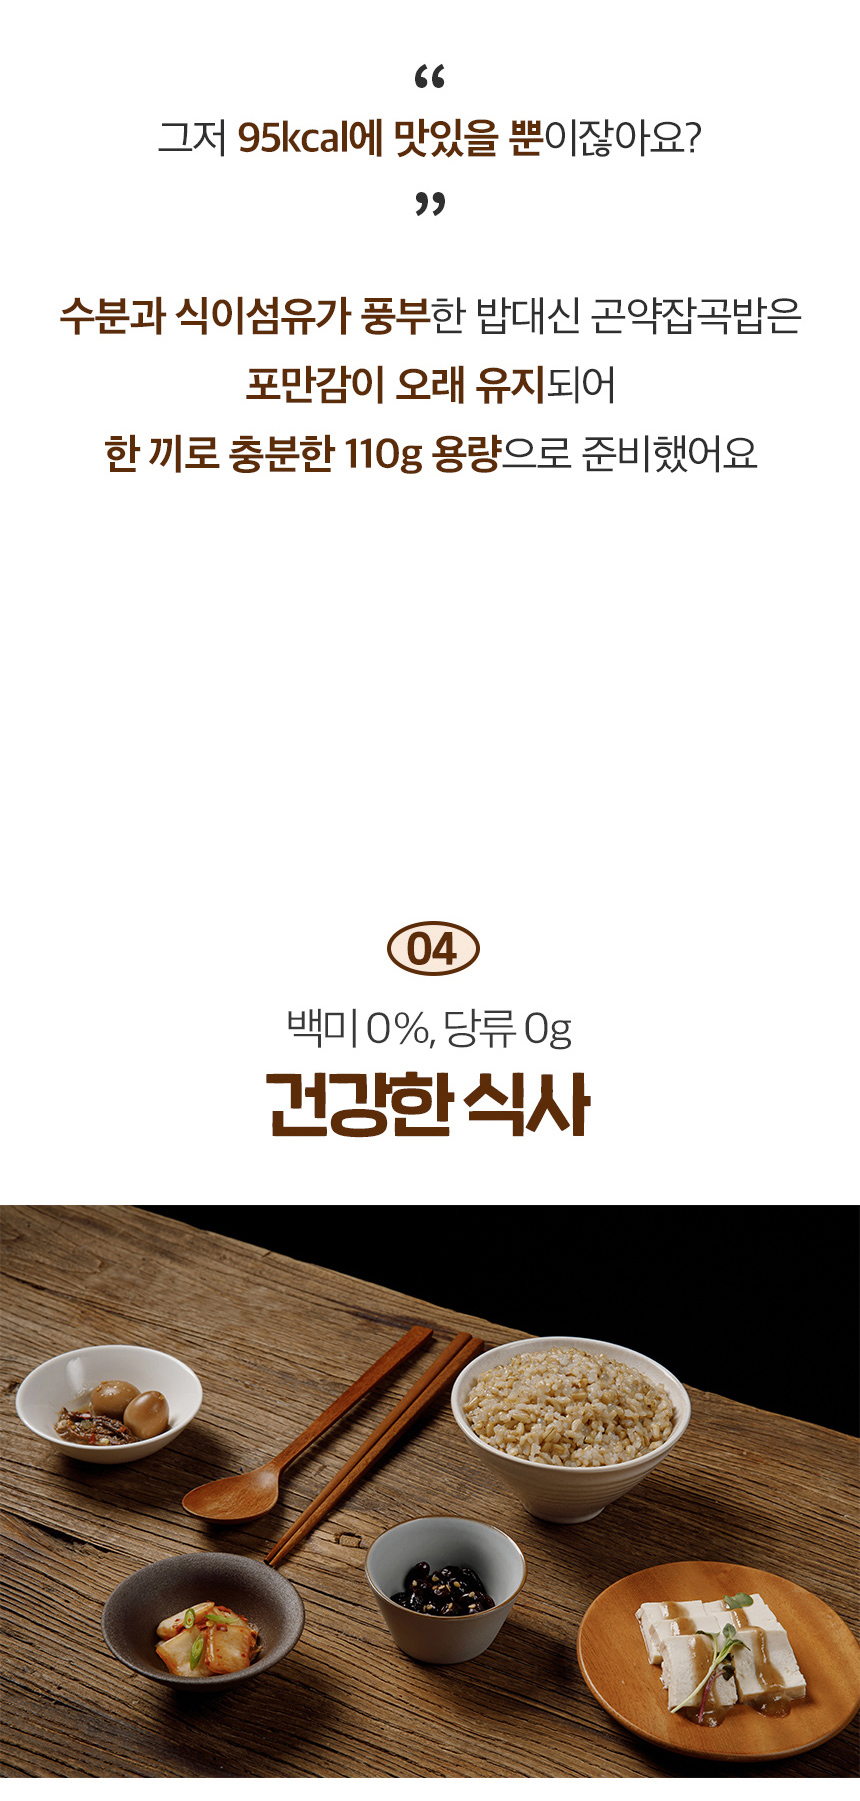 “
그저 95kcal에 맛있을 뿐이잖아요?
”
수분과 식이섬유가 풍부한 밥대신 곤약잡곡밥은
포만감이 오래 유지되어
한 끼로 충분한 110g 용량으로 준비했어요
04
백미 0%, 당류 0g
건강한 식사